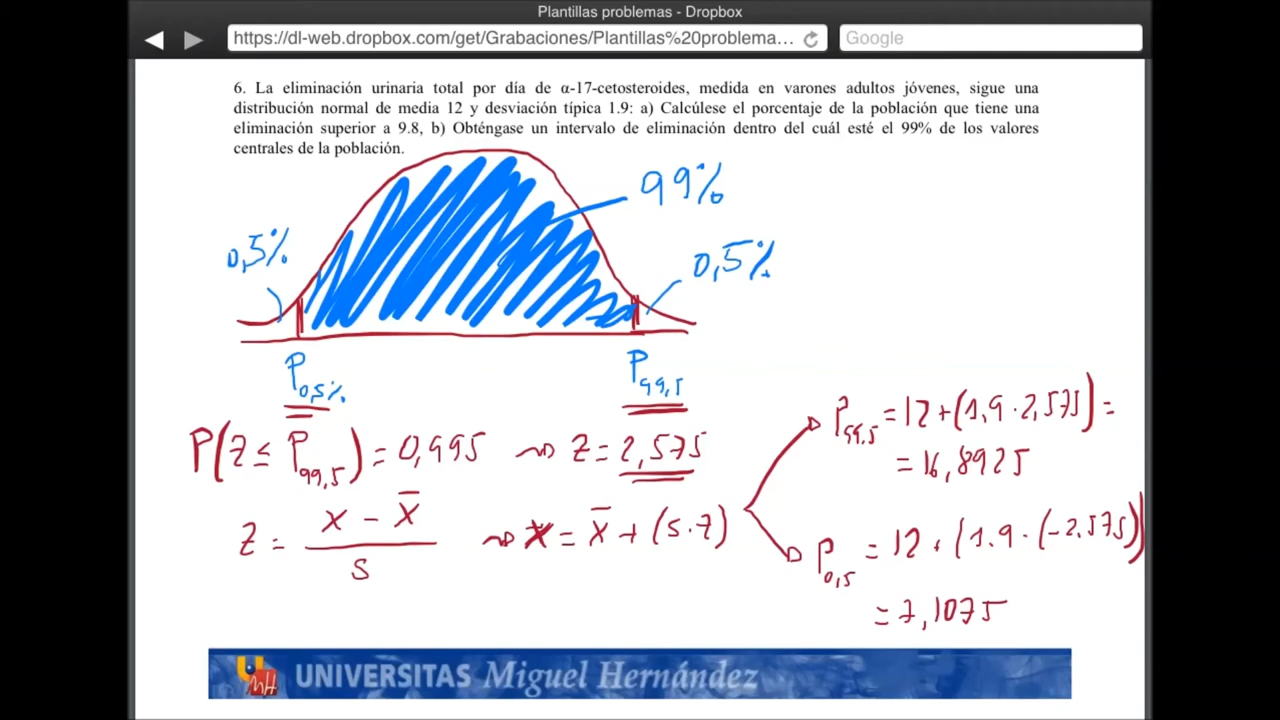 Plantillas problemas - Dropbox
https://dl-web.dropbox.com/get/Grabaciones/Plantillas%20problema...
Google
6. La eliminación urinaria total por día de α-17-cetosteroides, medida en varones adultos jóvenes, sigue una
distribución normal de media 12 y desviación típica 1.9: a) Calcúlese el porcentaje de la población que tiene una
eliminación superior a 9.8, b) Obténgase un intervalo de eliminación dentro del cuál esté el 99% de los valores
centrales de la población.
99%
0,5%
0,5%
P0,5%
P99,5
P(Z ≤ P99,5) = 0,995 ⇝ Z = 2,575
Z = (x - x̄) / s ⇝ x = x̄ + (s·z)
P99,5 = 12 + (1,9 · 2,575) =
= 16,8925
P0,5 = 12 + (1.9 · (-2.575))
= 7,1075
UMH
UNIVERSITAS Miguel Hernández